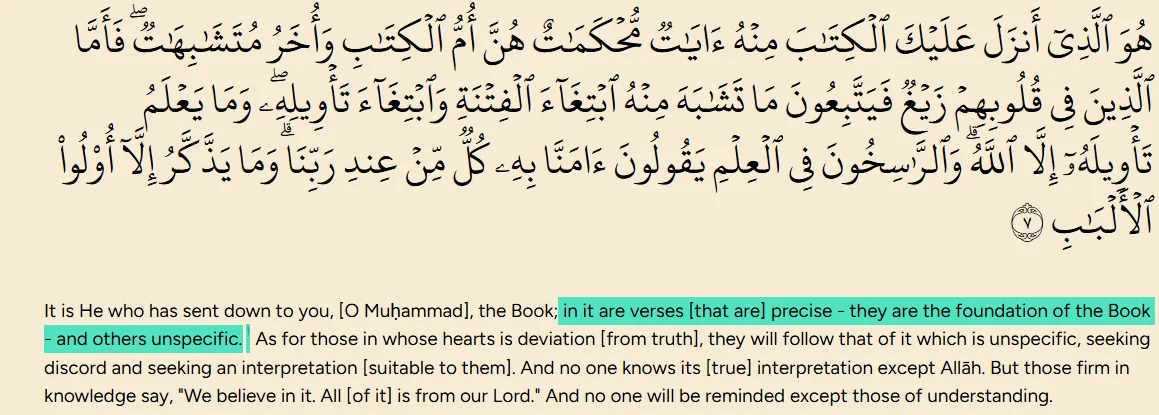 هُوَ ٱلَّذِىٓ أَنزَلَ عَلَيْكَ ٱلْكِتَـٰبَ مِنْهُ ءَايَـٰتٌ مُّحْكَمَـٰتٌ هُنَّ أُمُّ ٱلْكِتَـٰبِ وَأُخَرُ مُتَشَـٰبِهَـٰتٌ ۖ فَأَمَّا
ٱلَّذِينَ فِى قُلُوبِهِمْ زَيْغٌ فَيَتَّبِعُونَ مَا تَشَـٰبَهَ مِنْهُ ٱبْتِغَآءَ ٱلْفِتْنَةِ وَٱبْتِغَآءَ تَأْوِيلِهِۦ ۗ وَمَا يَعْلَمُ
تَأْوِيلَهُۥٓ إِلَّا ٱللَّهُ ۗ وَٱلرَّٰسِخُونَ فِى ٱلْعِلْمِ يَقُولُونَ ءَامَنَّا بِهِۦ كُلٌّ مِّنْ عِندِ رَبِّنَا ۗ وَمَا يَذَّكَّرُ إِلَّآ أُو۟لُوا۟
ٱلْأَلْبَـٰبِ ٧
It is He who has sent down to you, [O Muḥammad], the Book; in it are verses [that are] precise - they are the foundation of the Book
- and others unspecific.¹ As for those in whose hearts is deviation [from truth], they will follow that of it which is unspecific, seeking
discord and seeking an interpretation [suitable to them]. And no one knows its [true] interpretation except Allāh. But those firm in
knowledge say, "We believe in it. All [of it] is from our Lord." And no one will be reminded except those of understanding.